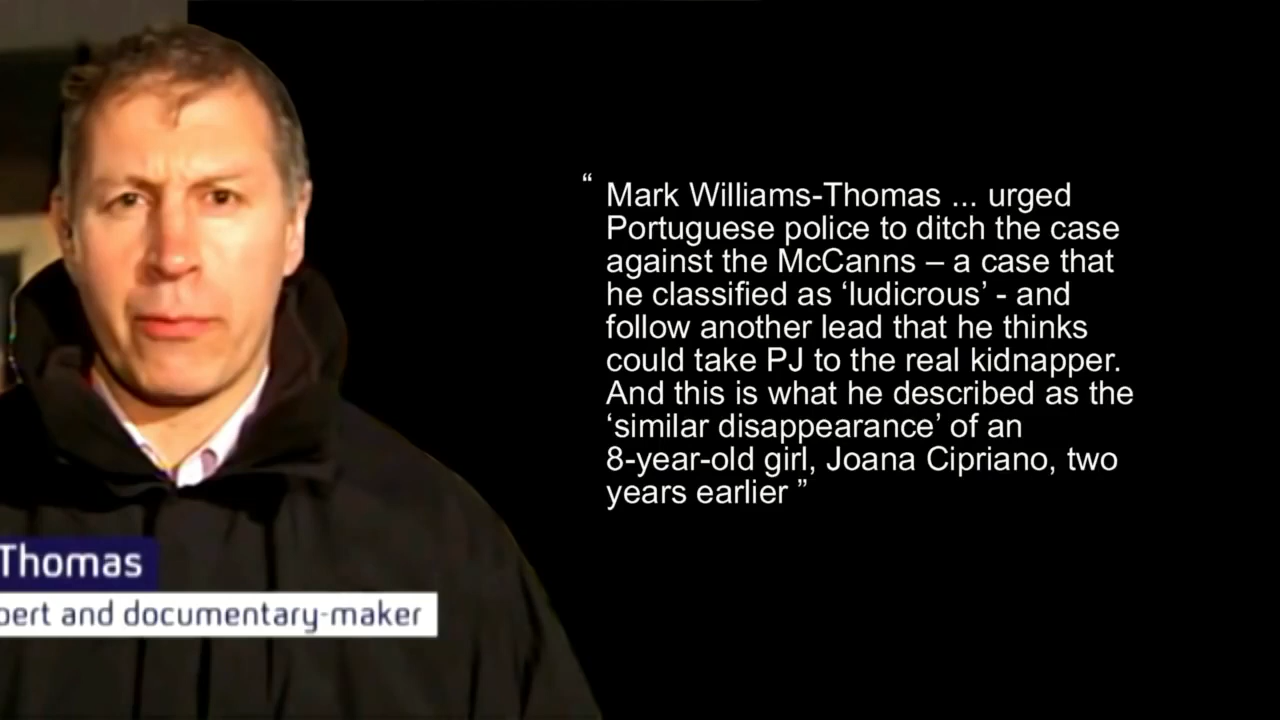 “ Mark Williams-Thomas ... urged
Portuguese police to ditch the case
against the McCanns – a case that
he classified as ‘ludicrous’ - and
follow another lead that he thinks
could take PJ to the real kidnapper.
And this is what he described as the
‘similar disappearance’ of an
8-year-old girl, Joana Cipriano, two
years earlier ”
Thomas
pert and documentary-maker